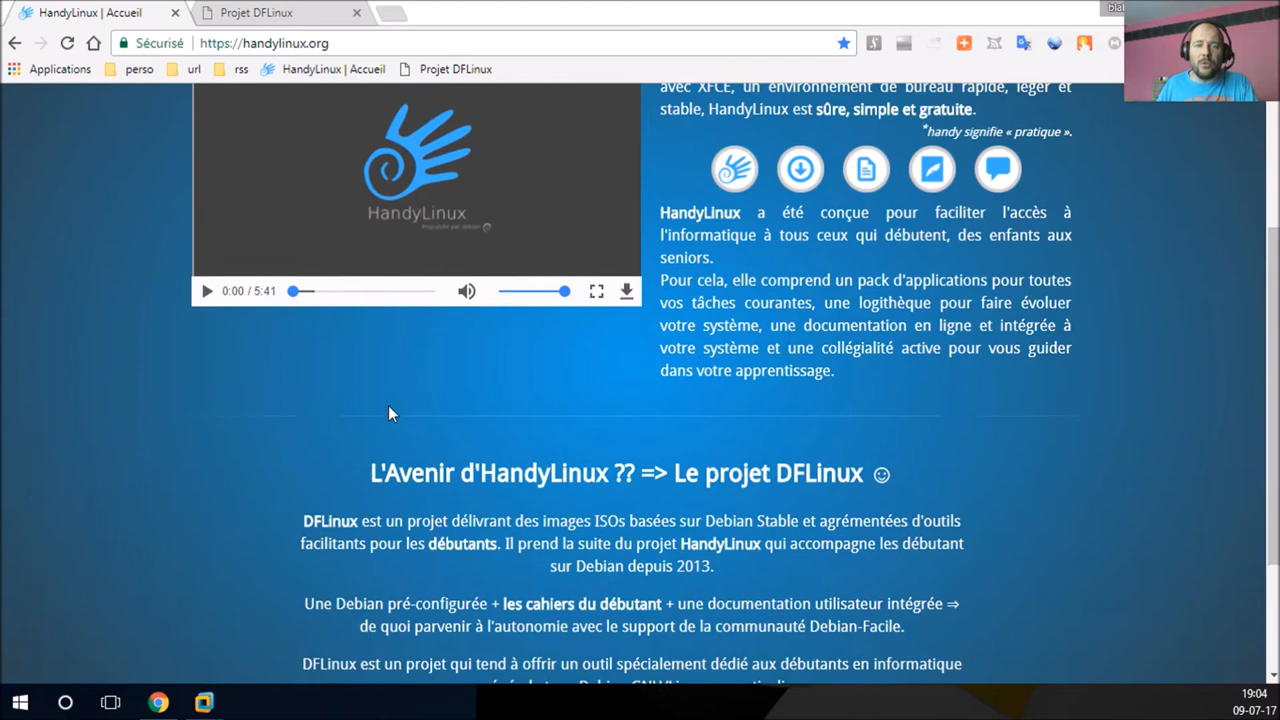 HandyLinux | Accueil
Projet DFLinux
Sécurisé
https://handylinux.org
Applications
perso
url
rss
HandyLinux | Accueil
Projet DFLinux
avec XFCE, un environnement de bureau rapide, léger et
stable, HandyLinux est sûre, simple et gratuite.
*handy signifie « pratique ».
HandyLinux
HandyLinux a été conçue pour faciliter l'accès à
l'informatique à tous ceux qui débutent, des enfants aux
seniors.
Pour cela, elle comprend un pack d'applications pour toutes
vos tâches courantes, une logithèque pour faire évoluer
votre système, une documentation en ligne et intégrée à
votre système et une collégialité active pour vous guider
dans votre apprentissage.
0:00 / 5:41
L'Avenir d'HandyLinux ?? => Le projet DFLinux
DFLinux est un projet délivrant des images ISOs basées sur Debian Stable et agrémentées d'outils
facilitants pour les débutants. Il prend la suite du projet HandyLinux qui accompagne les débutant
sur Debian depuis 2013.
Une Debian pré-configurée + les cahiers du débutant + une documentation utilisateur intégrée ⇒
de quoi parvenir à l'autonomie avec le support de la communauté Debian-Facile.
DFLinux est un projet qui tend à offrir un outil spécialement dédié aux débutants en informatique
19:04
09-07-17